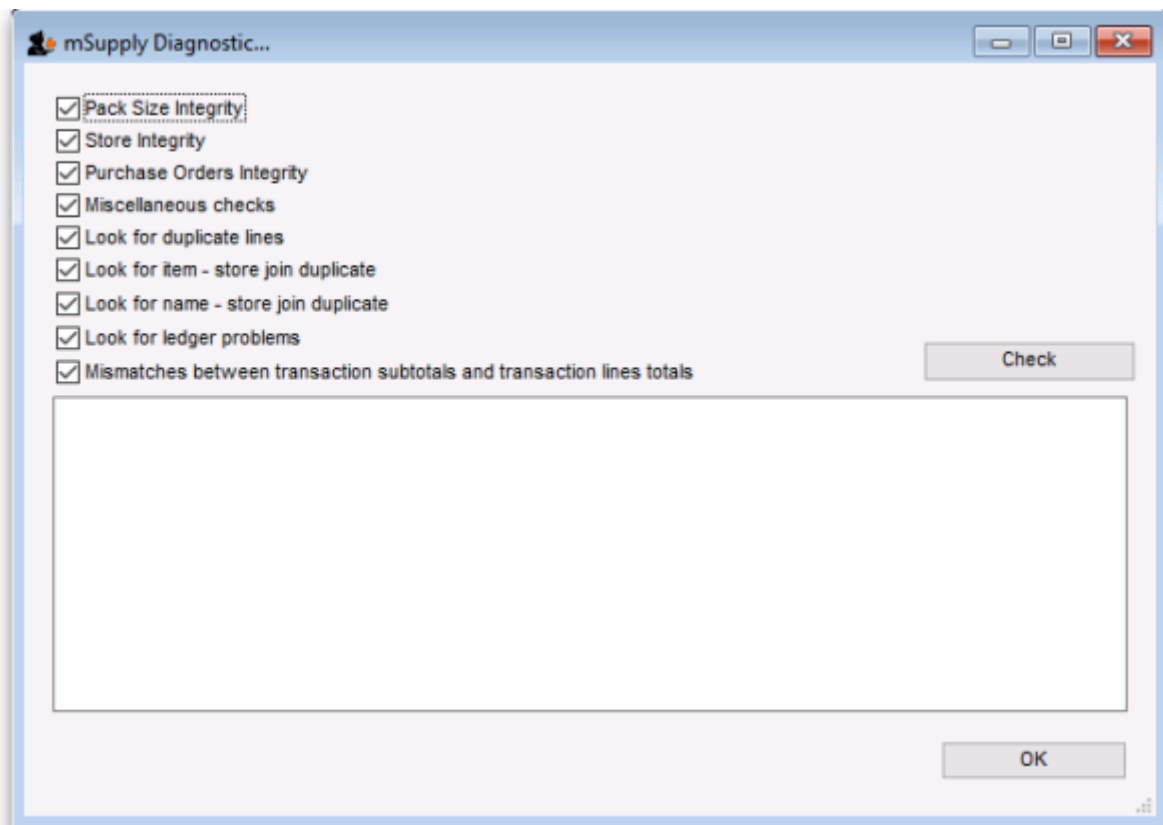 mSupply Diagnostic...
Pack Size Integrity
Store Integrity
Purchase Orders Integrity
Miscellaneous checks
Look for duplicate lines
Look for item - store join duplicate
Look for name - store join duplicate
Look for ledger problems
Mismatches between transaction subtotals and transaction lines totals
Check
OK